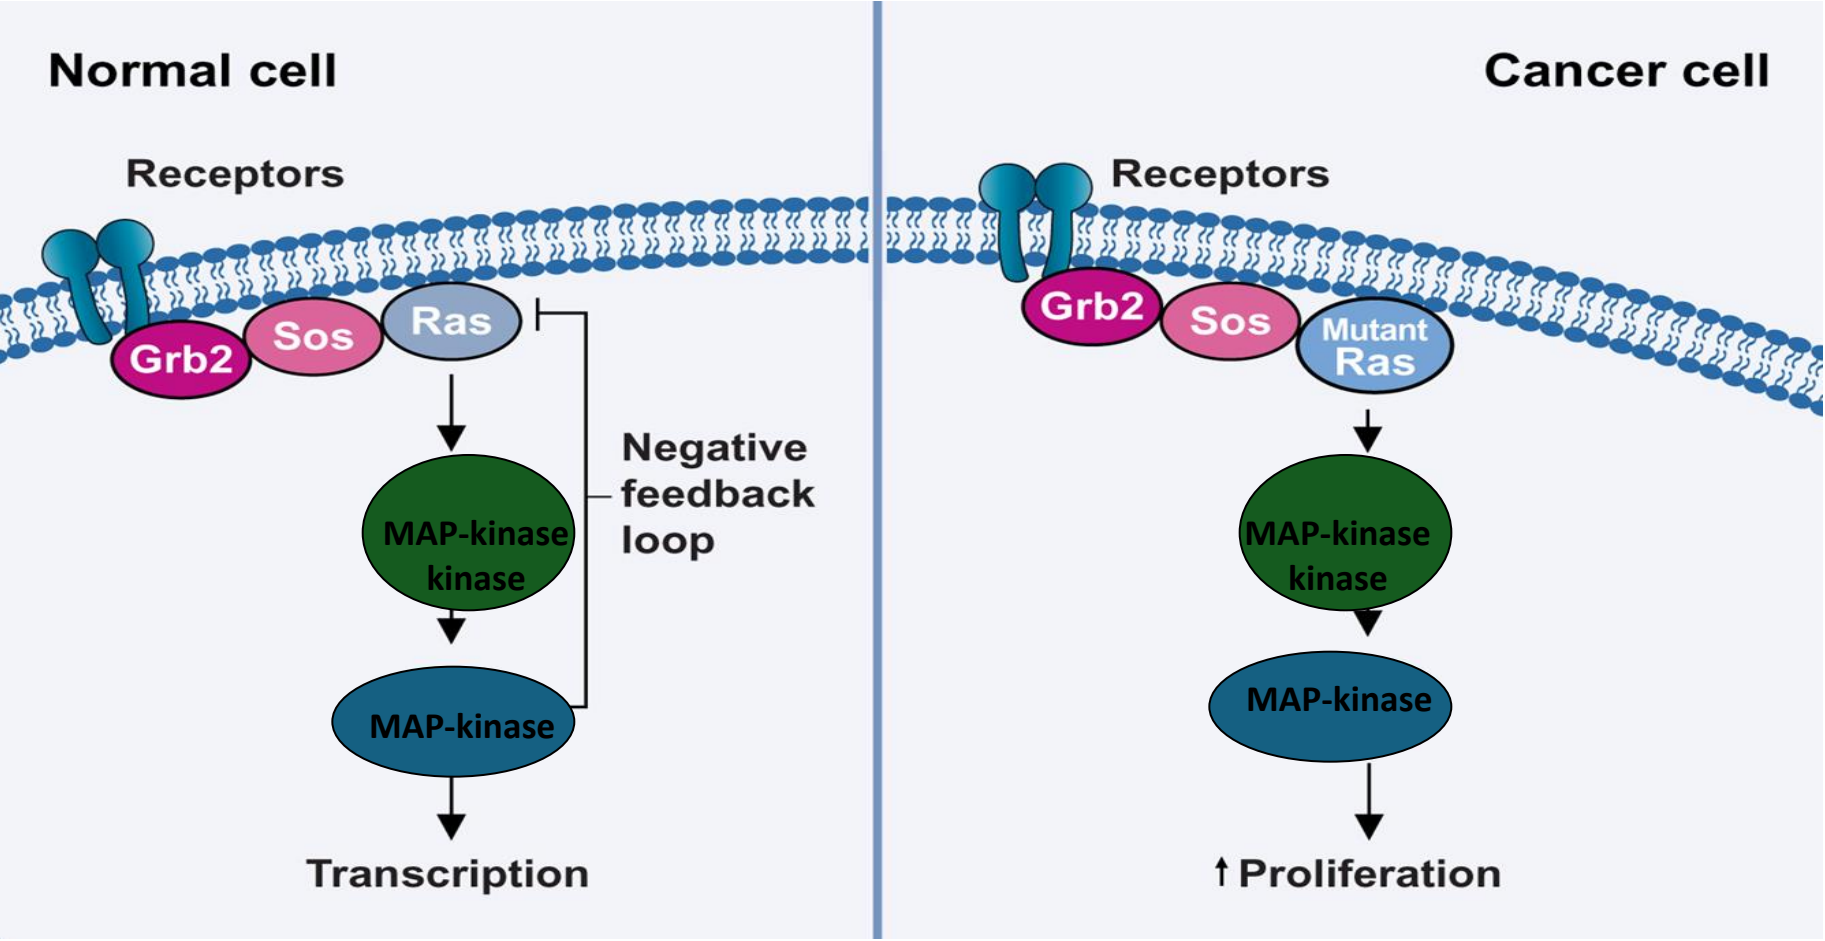 Normal cell
Receptors
Grb2
Sos
Ras
Negative
feedback
loop
MAP-kinase
kinase
MAP-kinase
Transcription
Cancer cell
Receptors
Grb2
Sos
Mutant
Ras
MAP-kinase
kinase
MAP-kinase
↑ Proliferation